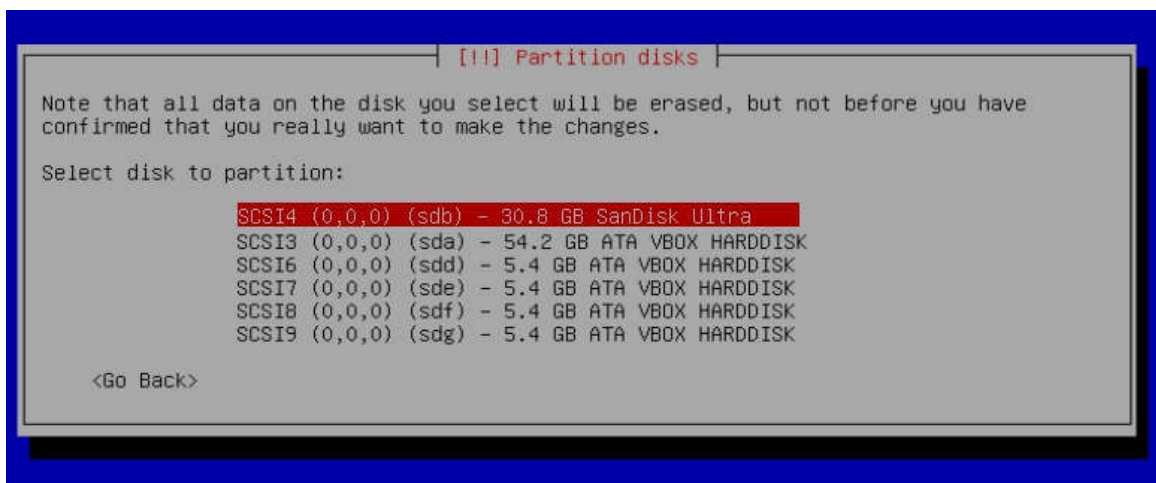 [!!] Partition disks
Note that all data on the disk you select will be erased, but not before you have
confirmed that you really want to make the changes.
Select disk to partition:
SCSI4 (0,0,0) (sdb) - 30.8 GB SanDisk Ultra
SCSI3 (0,0,0) (sda) - 54.2 GB ATA VBOX HARDDISK
SCSI6 (0,0,0) (sdd) - 5.4 GB ATA VBOX HARDDISK
SCSI7 (0,0,0) (sde) - 5.4 GB ATA VBOX HARDDISK
SCSI8 (0,0,0) (sdf) - 5.4 GB ATA VBOX HARDDISK
SCSI9 (0,0,0) (sdg) - 5.4 GB ATA VBOX HARDDISK
<Go Back>